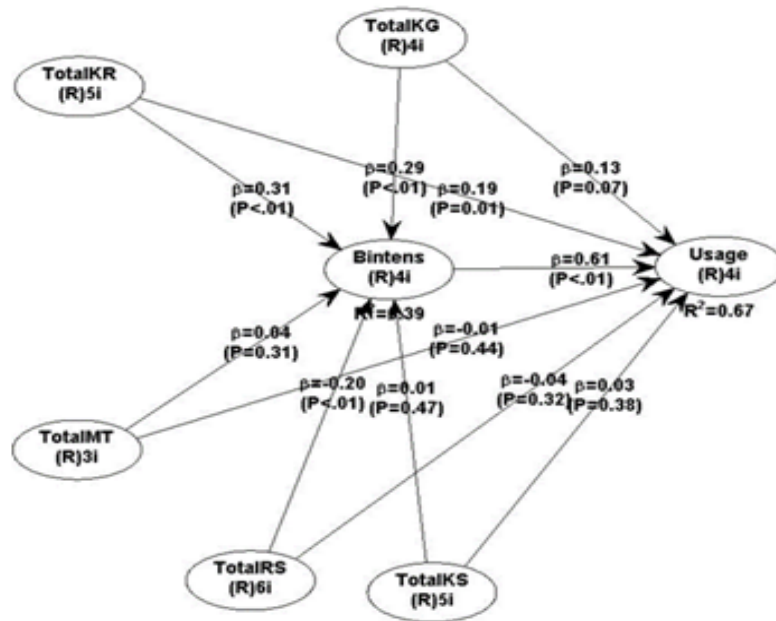 TotalKG
(R)4i
TotalKR
(R)5i
β=0.31
(P<.01)
β=0.29
(P<.01)
β=0.19
(P=0.01)
β=0.13
(P=0.07)
Bintens
(R)4i
β=0.61
(P<.01)
Usage
(R)4i
R²=0.39
R²=0.67
β=0.04
(P=0.31)
β=-0.01
(P=0.44)
β=-0.20
(P<.01)
β=0.01
(P=0.47)
β=-0.04
(P=0.32)
β=0.03
(P=0.38)
TotalMT
(R)3i
TotalRS
(R)6i
TotalKS
(R)5i